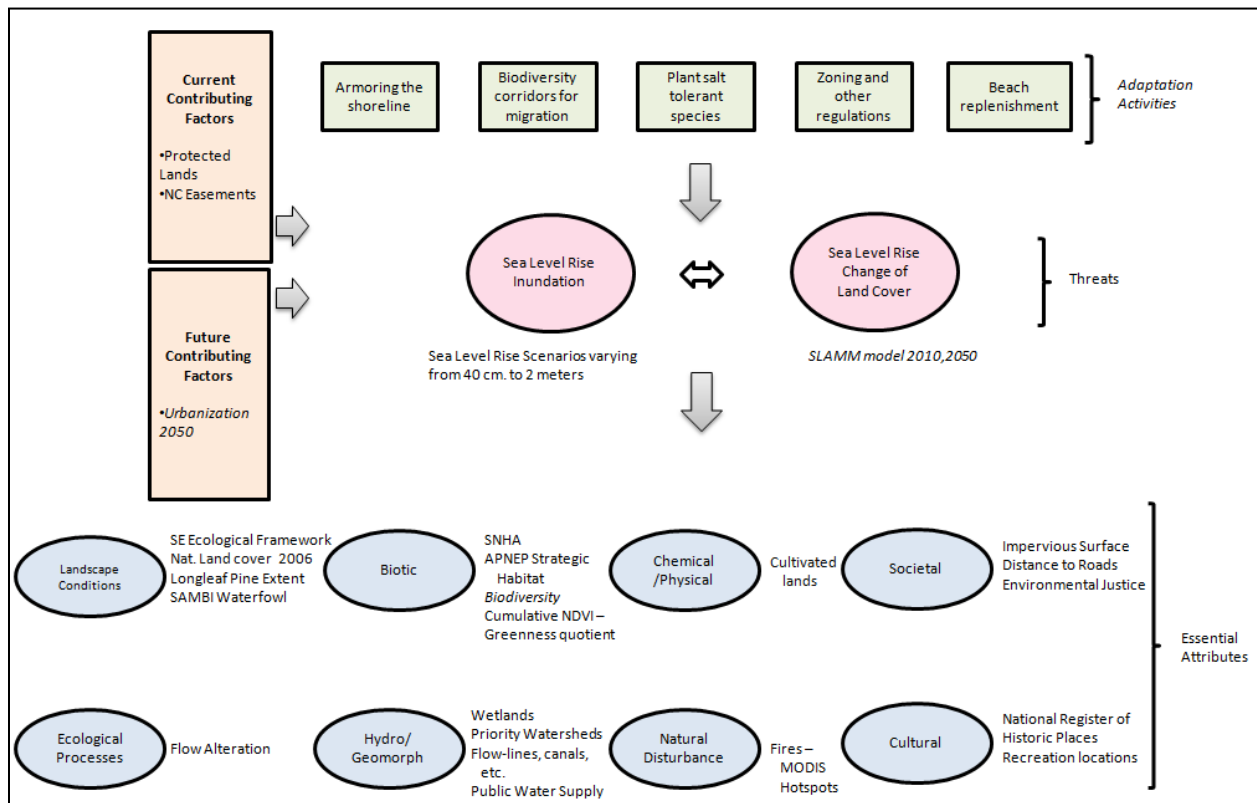 Current
Contributing
Factors
•Protected
Lands
•NC Easements
Future
Contributing
Factors
•Urbanization
2050
Armoring the
shoreline
Biodiversity
corridors for
migration
Plant salt
tolerant
species
Zoning and
other
regulations
Beach
replenishment
Adaptation
Activities
Sea Level Rise
Inundation
Sea Level Rise
Change of
Land Cover
Threats
Sea Level Rise Scenarios varying
from 40 cm. to 2 meters
SLAMM model 2010,2050
Landscape
Conditions
SE Ecological Framework
Nat. Land cover 2006
Longleaf Pine Extent
SAMBI Waterfowl
Biotic
SNHA
APNEP Strategic
Habitat
Biodiversity
Cumulative NDVI –
Greenness quotient
Chemical
/Physical
Cultivated
lands
Societal
Impervious Surface
Distance to Roads
Environmental Justice
Essential
Attributes
Ecological
Processes
Flow Alteration
Hydro/
Geomorph
Wetlands
Priority Watersheds
Flow-lines, canals,
etc.
Public Water Supply
Natural
Disturbance
Fires –
MODIS
Hotspots
Cultural
National Register of
Historic Places
Recreation locations